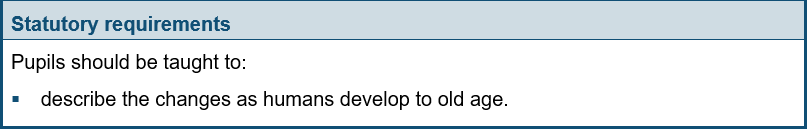 Statutory requirements
Pupils should be taught to:
▪ describe the changes as humans develop to old age.